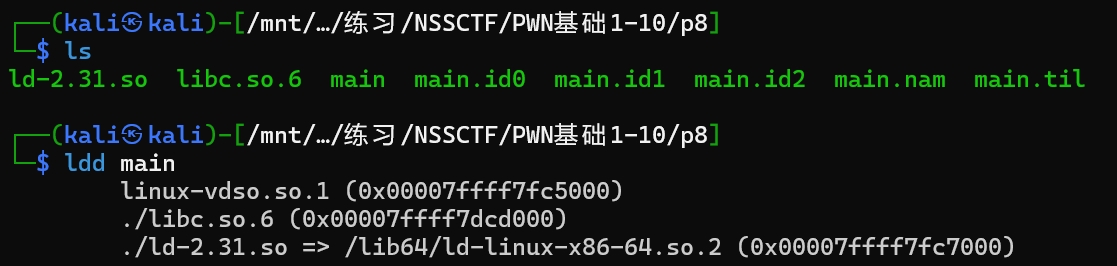 ┌──(kali㉿kali)-[/mnt/…/练习/NSSCTF/PWN基础1-10/p8]
└─$ ls
ld-2.31.so  libc.so.6  main  main.id0  main.id1  main.id2  main.nam  main.til
┌──(kali㉿kali)-[/mnt/…/练习/NSSCTF/PWN基础1-10/p8]
└─$ ldd main
linux-vdso.so.1 (0x00007ffff7fc5000)
./libc.so.6 (0x00007ffff7dcd000)
./ld-2.31.so => /lib64/ld-linux-x86-64.so.2 (0x00007ffff7fc7000)